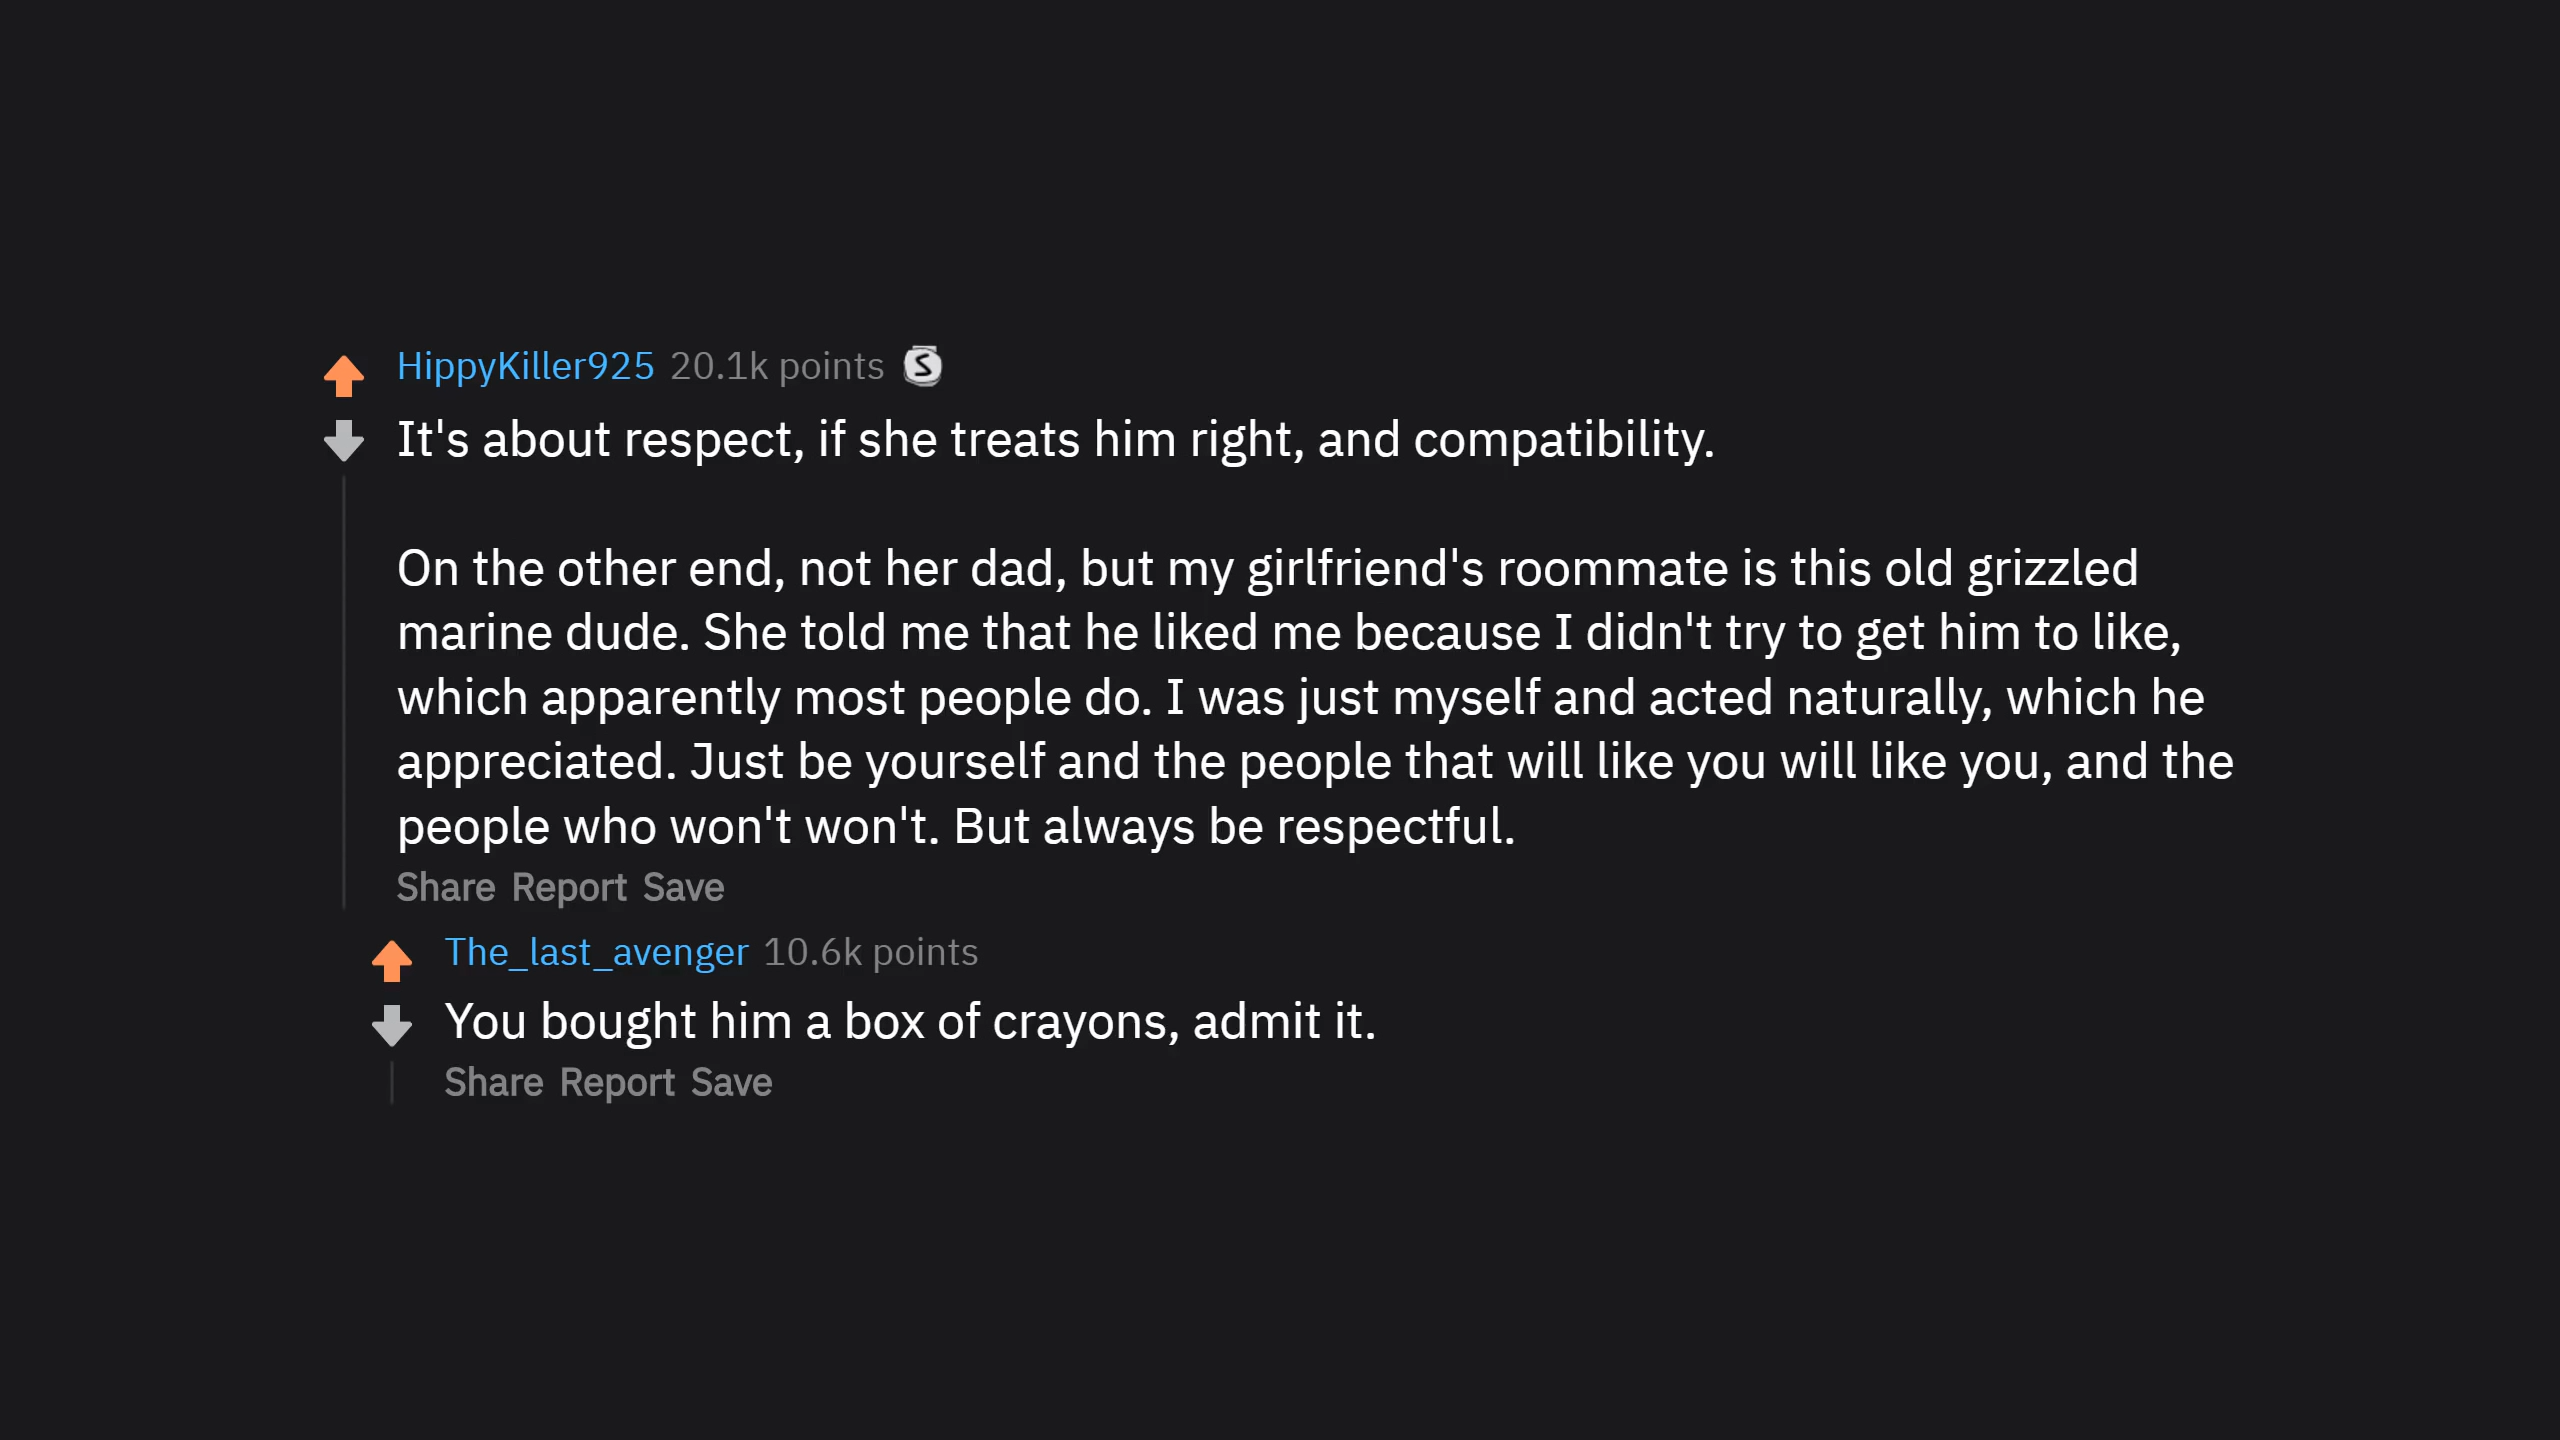 HippyKiller925 20.1k points S
It's about respect, if she treats him right, and compatibility.
On the other end, not her dad, but my girlfriend's roommate is this old grizzled
marine dude. She told me that he liked me because I didn't try to get him to like,
which apparently most people do. I was just myself and acted naturally, which he
appreciated. Just be yourself and the people that will like you will like you, and the
people who won't won't. But always be respectful.
Share Report Save
The_last_avenger 10.6k points
You bought him a box of crayons, admit it.
Share Report Save